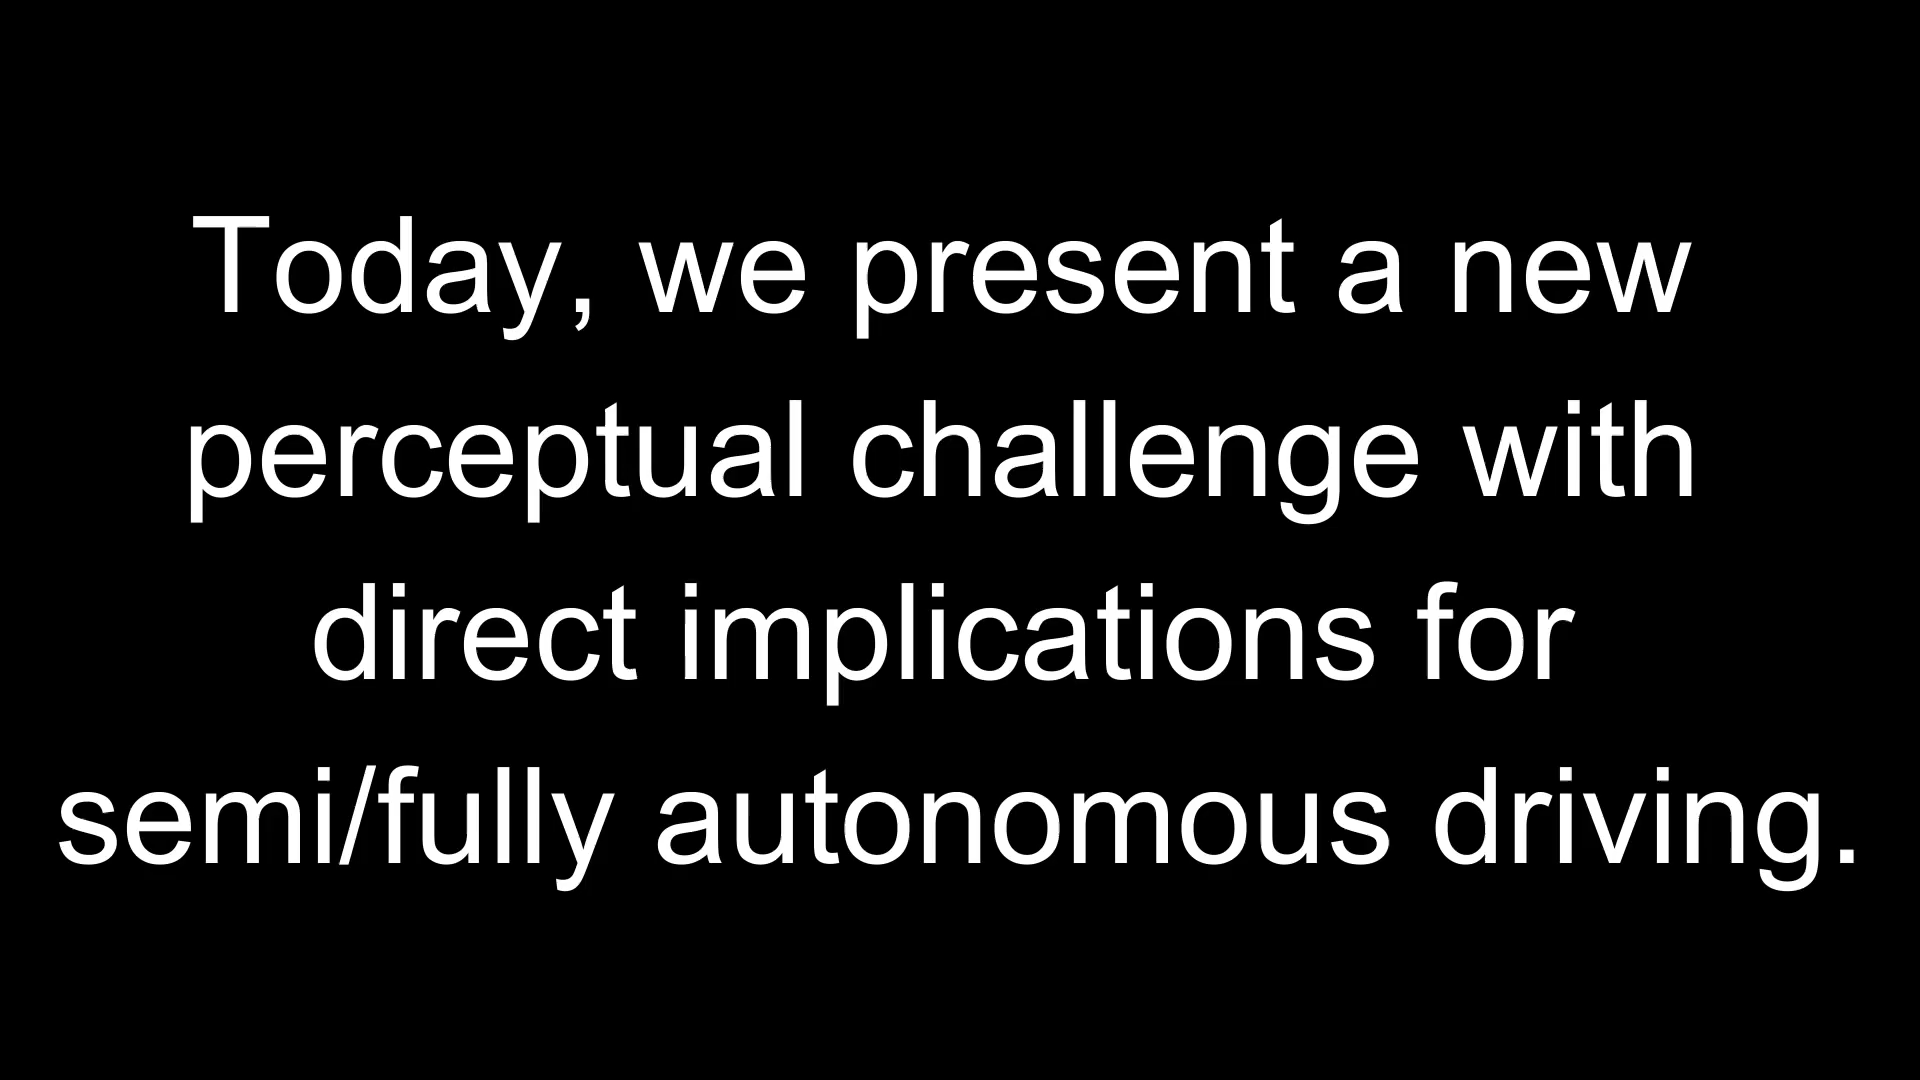 Today, we present a new
perceptual challenge with
direct implications for
semi/fully autonomous driving.